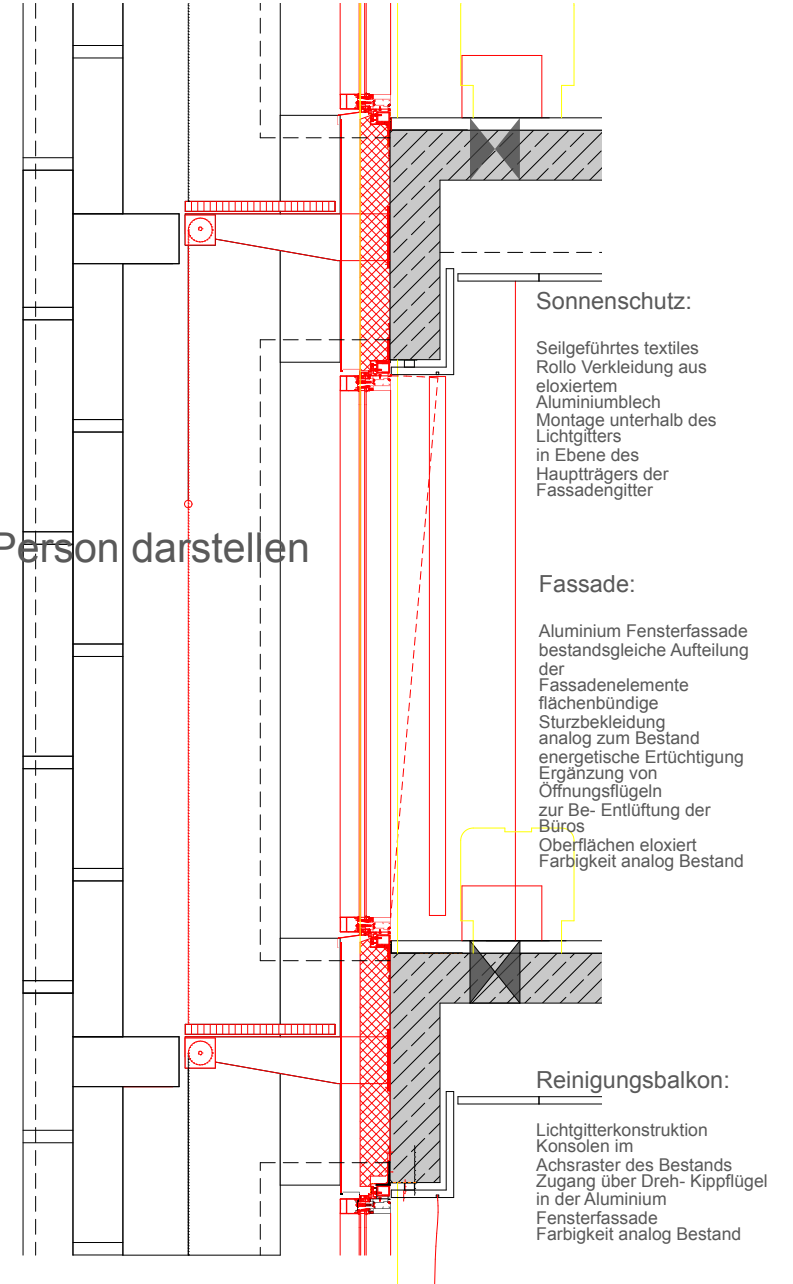 Sonnenschutz:
Seilgeführtes textiles
Rollo Verkleidung aus
eloxiertem
Aluminiumblech
Montage unterhalb des
Lichtgitters
in Ebene des
Hauptträgers der
Fassadengitter
Person darstellen
Fassade:
Aluminium Fensterfassade
bestandsgleiche Aufteilung
der
Fassadenelemente
flächenbündige
Sturzbekleidung
analog zum Bestand
energetische Ertüchtigung
Ergänzung von
Öffnungsflügeln
zur Be- Entlüftung der
Büros
Oberflächen eloxiert
Farbigkeit analog Bestand
Reinigungsbalkon:
Lichtgitterkonstruktion
Konsolen im
Achsraster des Bestands
Zugang über Dreh- Kippflügel
in der Aluminium
Fensterfassade
Farbigkeit analog Bestand